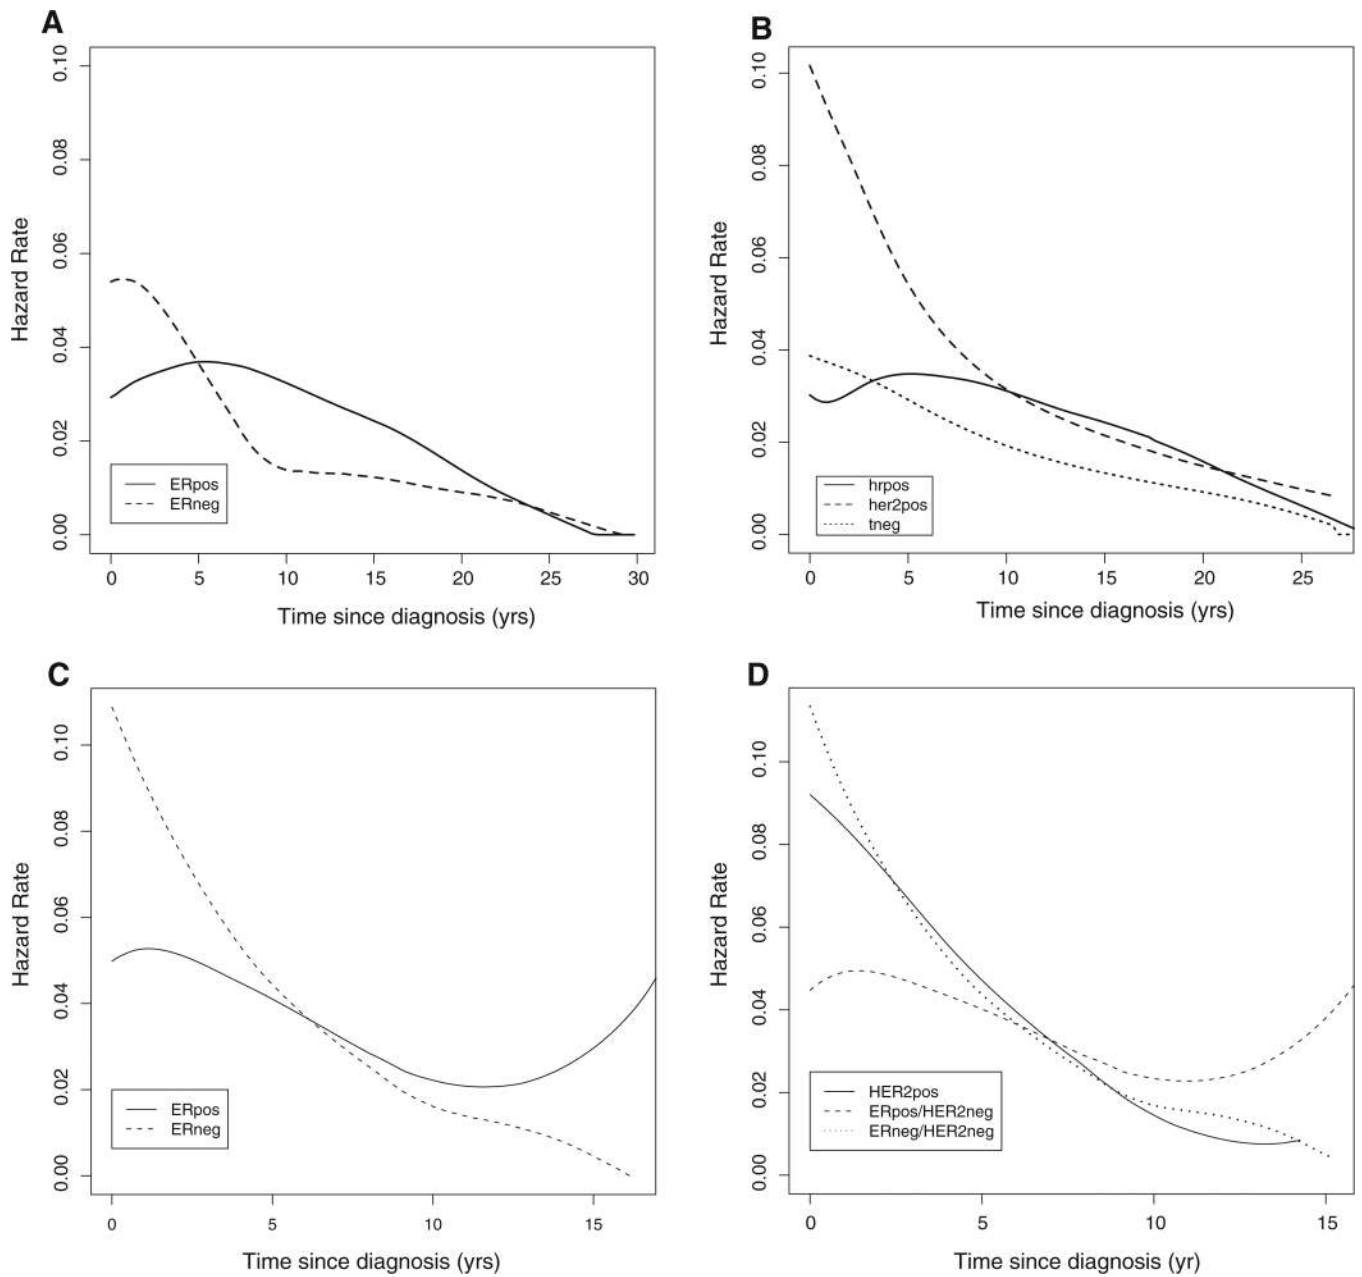 A
Hazard Rate
0.10
0.08
0.06
0.04
0.02
0.00
ERpos
ERneg
0 5 10 15 20 25 30
Time since diagnosis (yrs)
B
Hazard Rate
0.10
0.08
0.06
0.04
0.02
0.00
hrpos
her2pos
tneg
0 5 10 15 20 25
Time since diagnosis (yrs)
C
Hazard Rate
0.10
0.08
0.06
0.04
0.02
0.00
ERpos
ERneg
0 5 10 15
Time since diagnosis (yrs)
D
Hazard Rate
0.10
0.08
0.06
0.04
0.02
0.00
HER2pos
ERpos/HER2neg
ERneg/HER2neg
0 5 10 15
Time since diagnosis (yr)